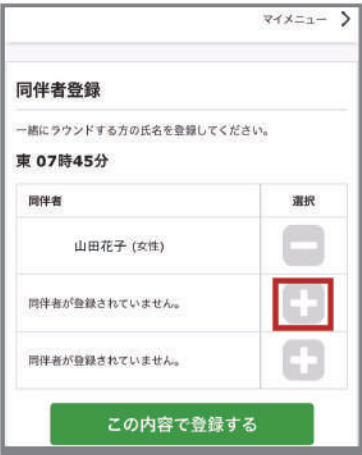 マイメニュー
同伴者登録
一緒にラウンドする方の氏名を登録してください。
東 07時45分
同伴者 選択
山田花子 (女性)
同伴者が登録されていません。
同伴者が登録されていません。
この内容で登録する